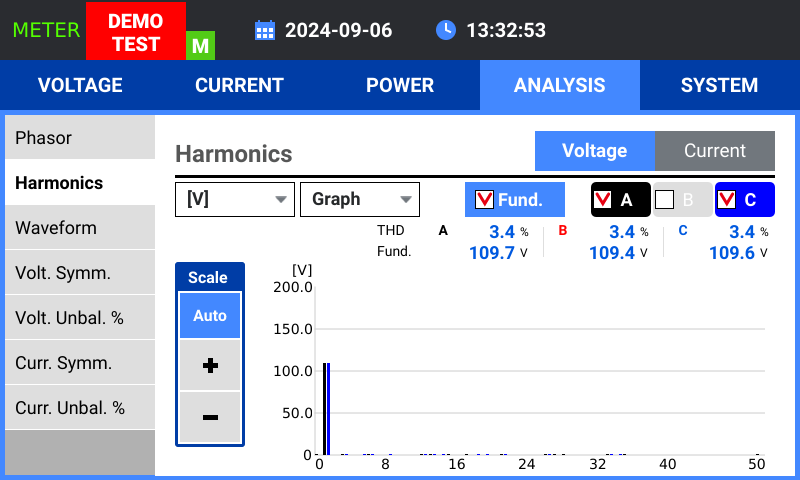 METER DEMO TEST M 2024-09-06 13:32:53
VOLTAGE CURRENT POWER ANALYSIS SYSTEM
Phasor
Harmonics
Waveform
Volt. Symm.
Volt. Unbal. %
Curr. Symm.
Curr. Unbal. %
Harmonics Voltage Current
[V] Graph Fund. A B C
THD A 3.4 % B 3.4 % C 3.4 %
Fund. 109.7 V 109.4 V 109.6 V
Scale
Auto
+
−
[V]
200.0
150.0
100.0
50.0
0
0 8 16 24 32 40 50